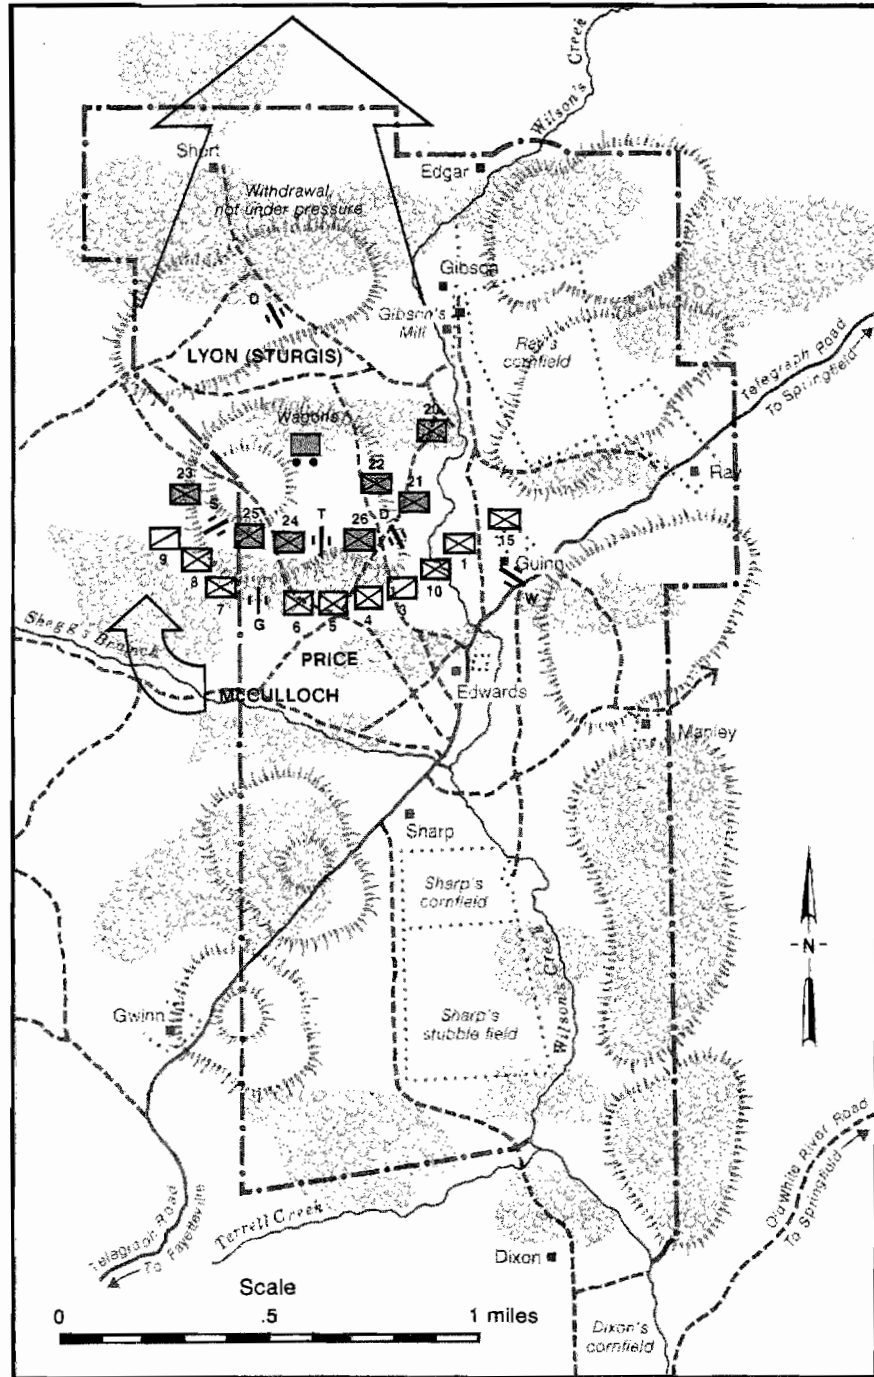 Wilson's Creek
Short
Edgar
Withdrawal
not under pressure
Gibson
O
Gibson's
Mill
Ray's
cornfield
LYON (STURGIS)
Telegraph Road
To Springfield
Wagons
20
22
23
21
Ray
S
25
24
T
26
D
15
9
1
Guinn
8
10
W
7
G
6
5
4
3
Skegg's Branch
PRICE
MCCULLOCH
Edwards
Manley
Sharp
Sharp's
cornfield
-N-
Wilson's Creek
Gwinn
Sharp's
stubble field
Old White River Road
To Springfield
Telegraph Road
To Fayetteville
Terrell Creek
Dixon
Scale
0 .5 1 miles
Dixon's
cornfield